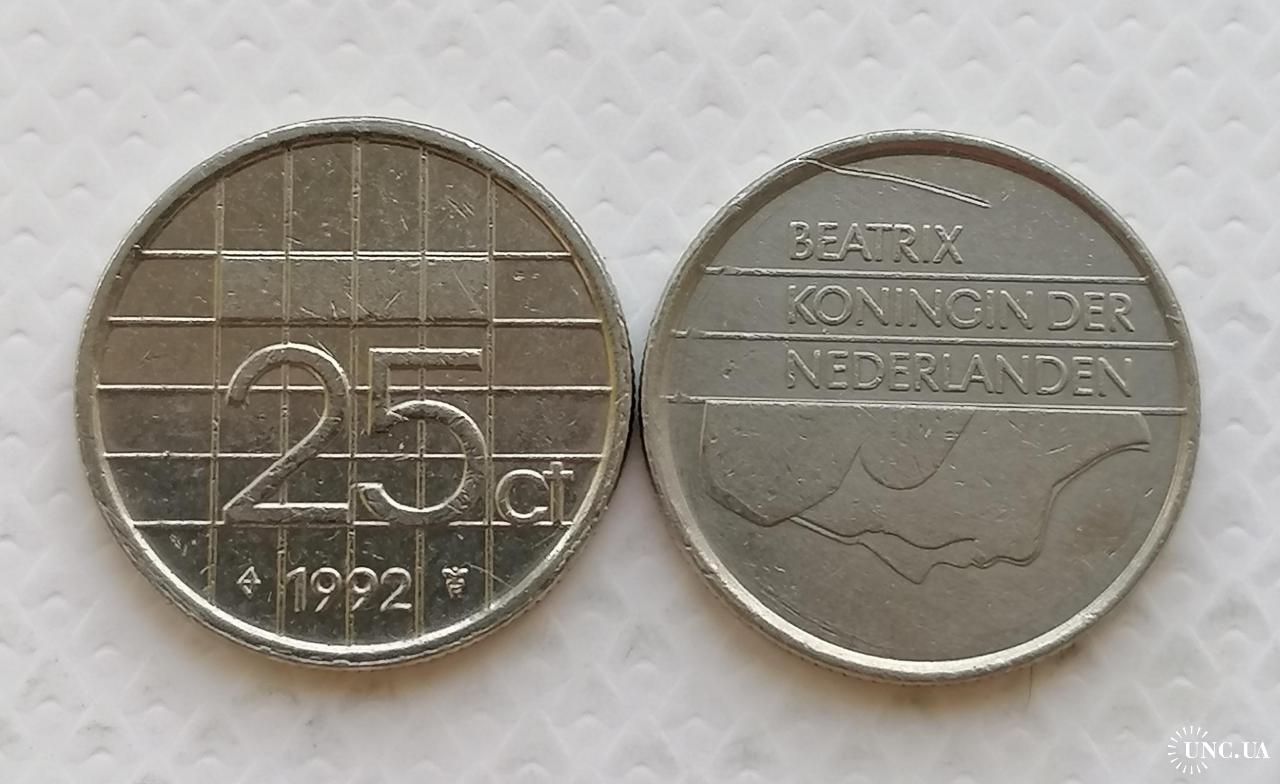 25 ct
1992
BEATRIX
KONINGIN DER
NEDERLANDEN
UNC.UA